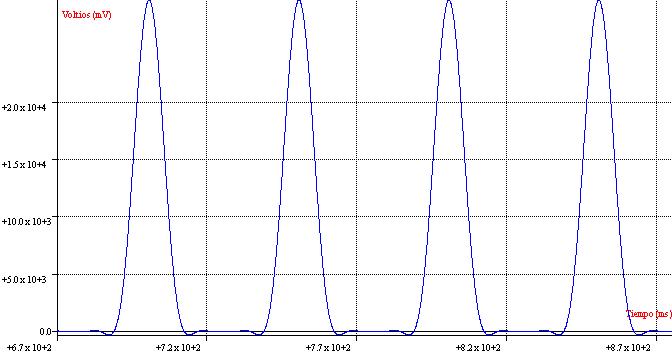 Voltios (mV)
+2.0 x 10+4
+1.5 x 10+4
+10.0 x 10+3
+5.0 x 10+3
Tiempo (ms)
0.0
+6.7 x 10+2
+7.2 x 10+2
+7.7 x 10+2
+8.2 x 10+2
+8.7 x 10+2